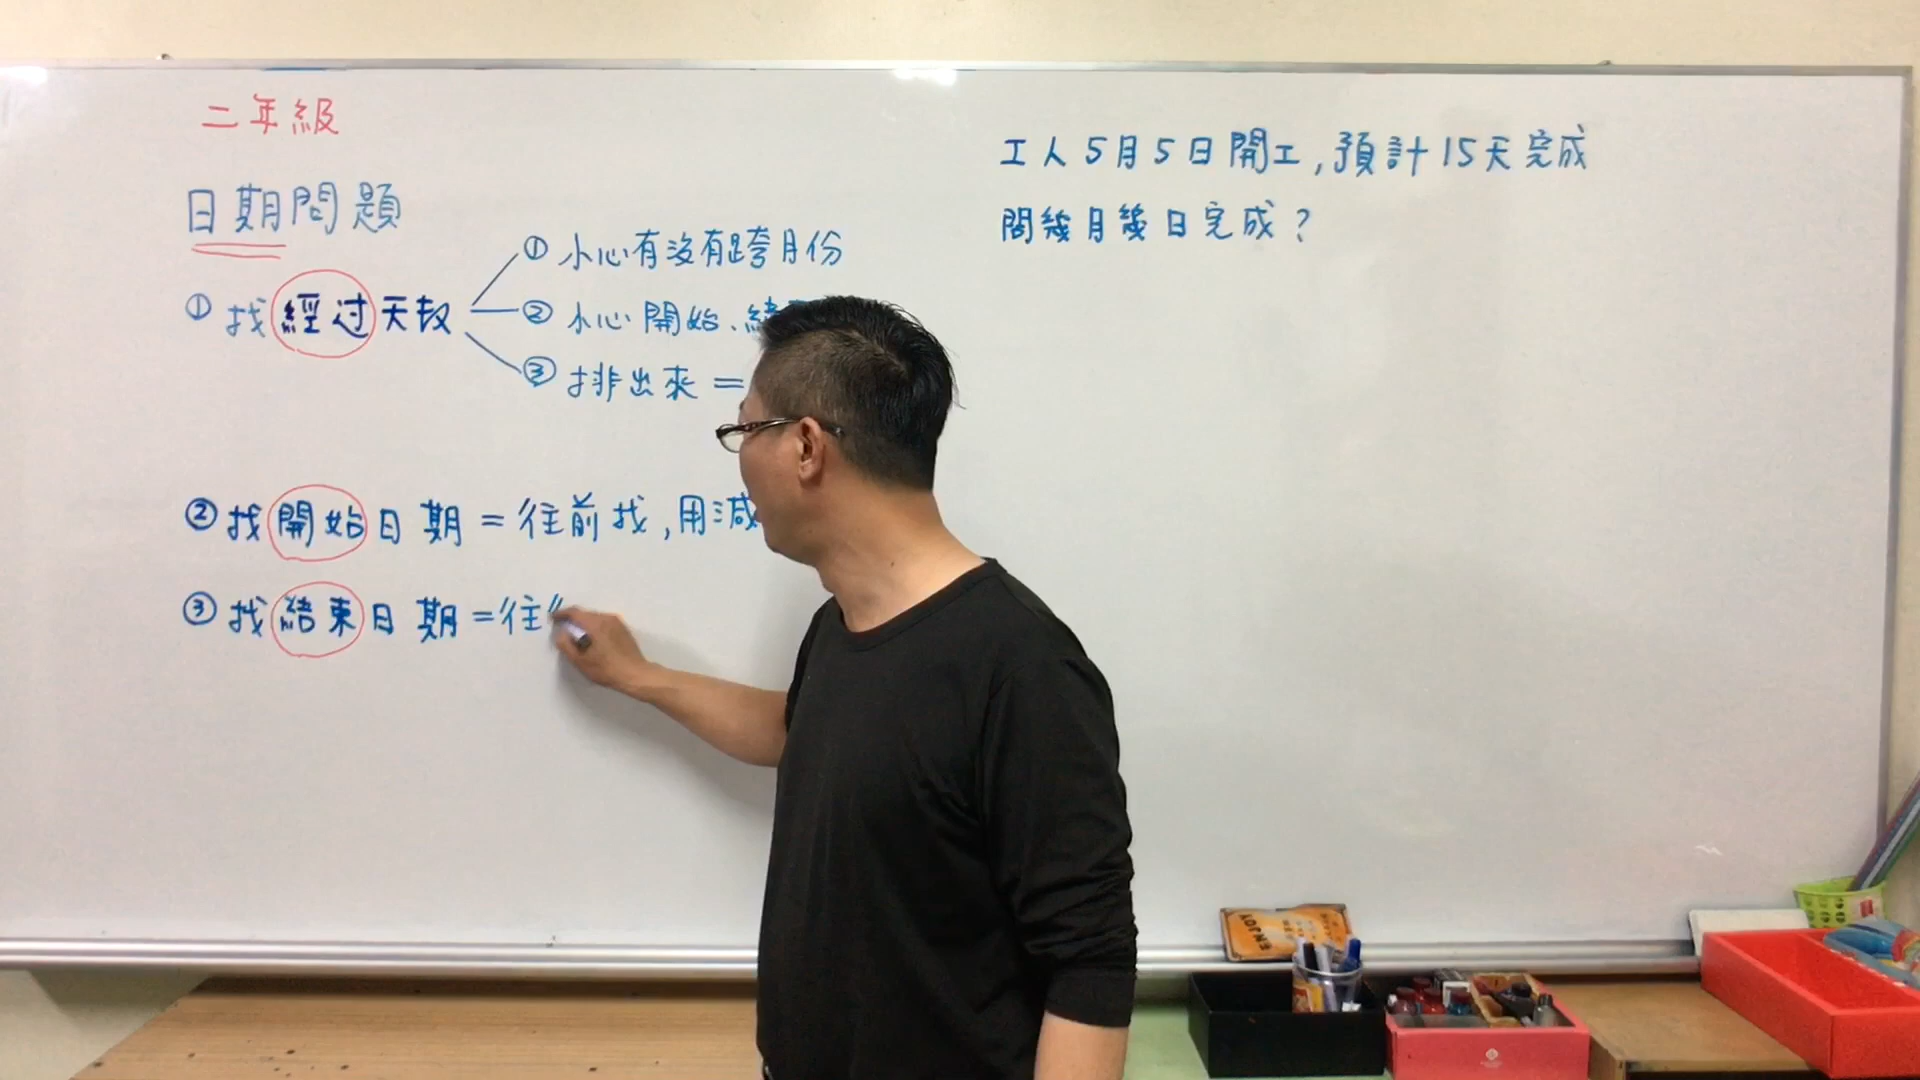 二年級
日期問題
① 找經过天数
① 小心有沒有跨月份
② 小心開始、結
③ 排出來 =
② 找開始日期 = 往前找,用減
③ 找結束日期 = 往
工人5月5日開工,預計15天完成
問幾月幾日完成?
ENJOY